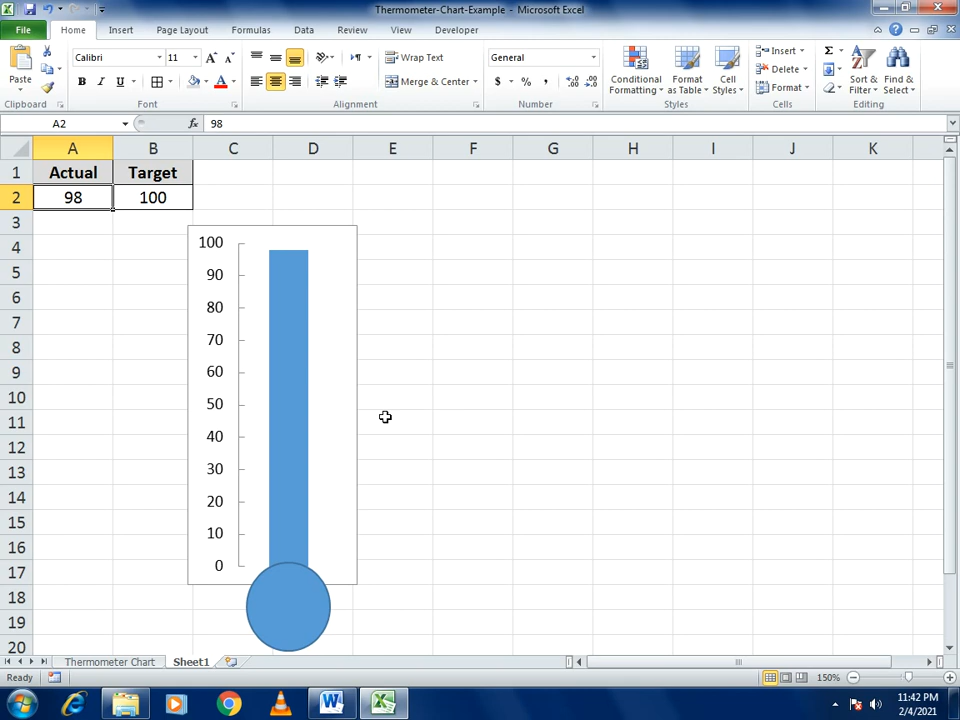 Thermometer-Chart-Example - Microsoft Excel
File Home Insert Page Layout Formulas Data Review View Developer
Paste
Calibri 11
B I U
Wrap Text
Merge & Center
General
$ % ,
Conditional Formatting
Format as Table
Cell Styles
Insert
Delete
Format
Σ
Sort & Filter
Find & Select
Clipboard Font Alignment Number Styles Cells Editing
A2 fx 98
A B C D E F G H I J K
1 Actual Target
2 98 100
3
4
5
6
7
8
9
10
11
12
13
14
15
16
17
18
19
20
100
90
80
70
60
50
40
30
20
10
0
Thermometer Chart Sheet1
Ready 150%
11:42 PM
2/4/2021